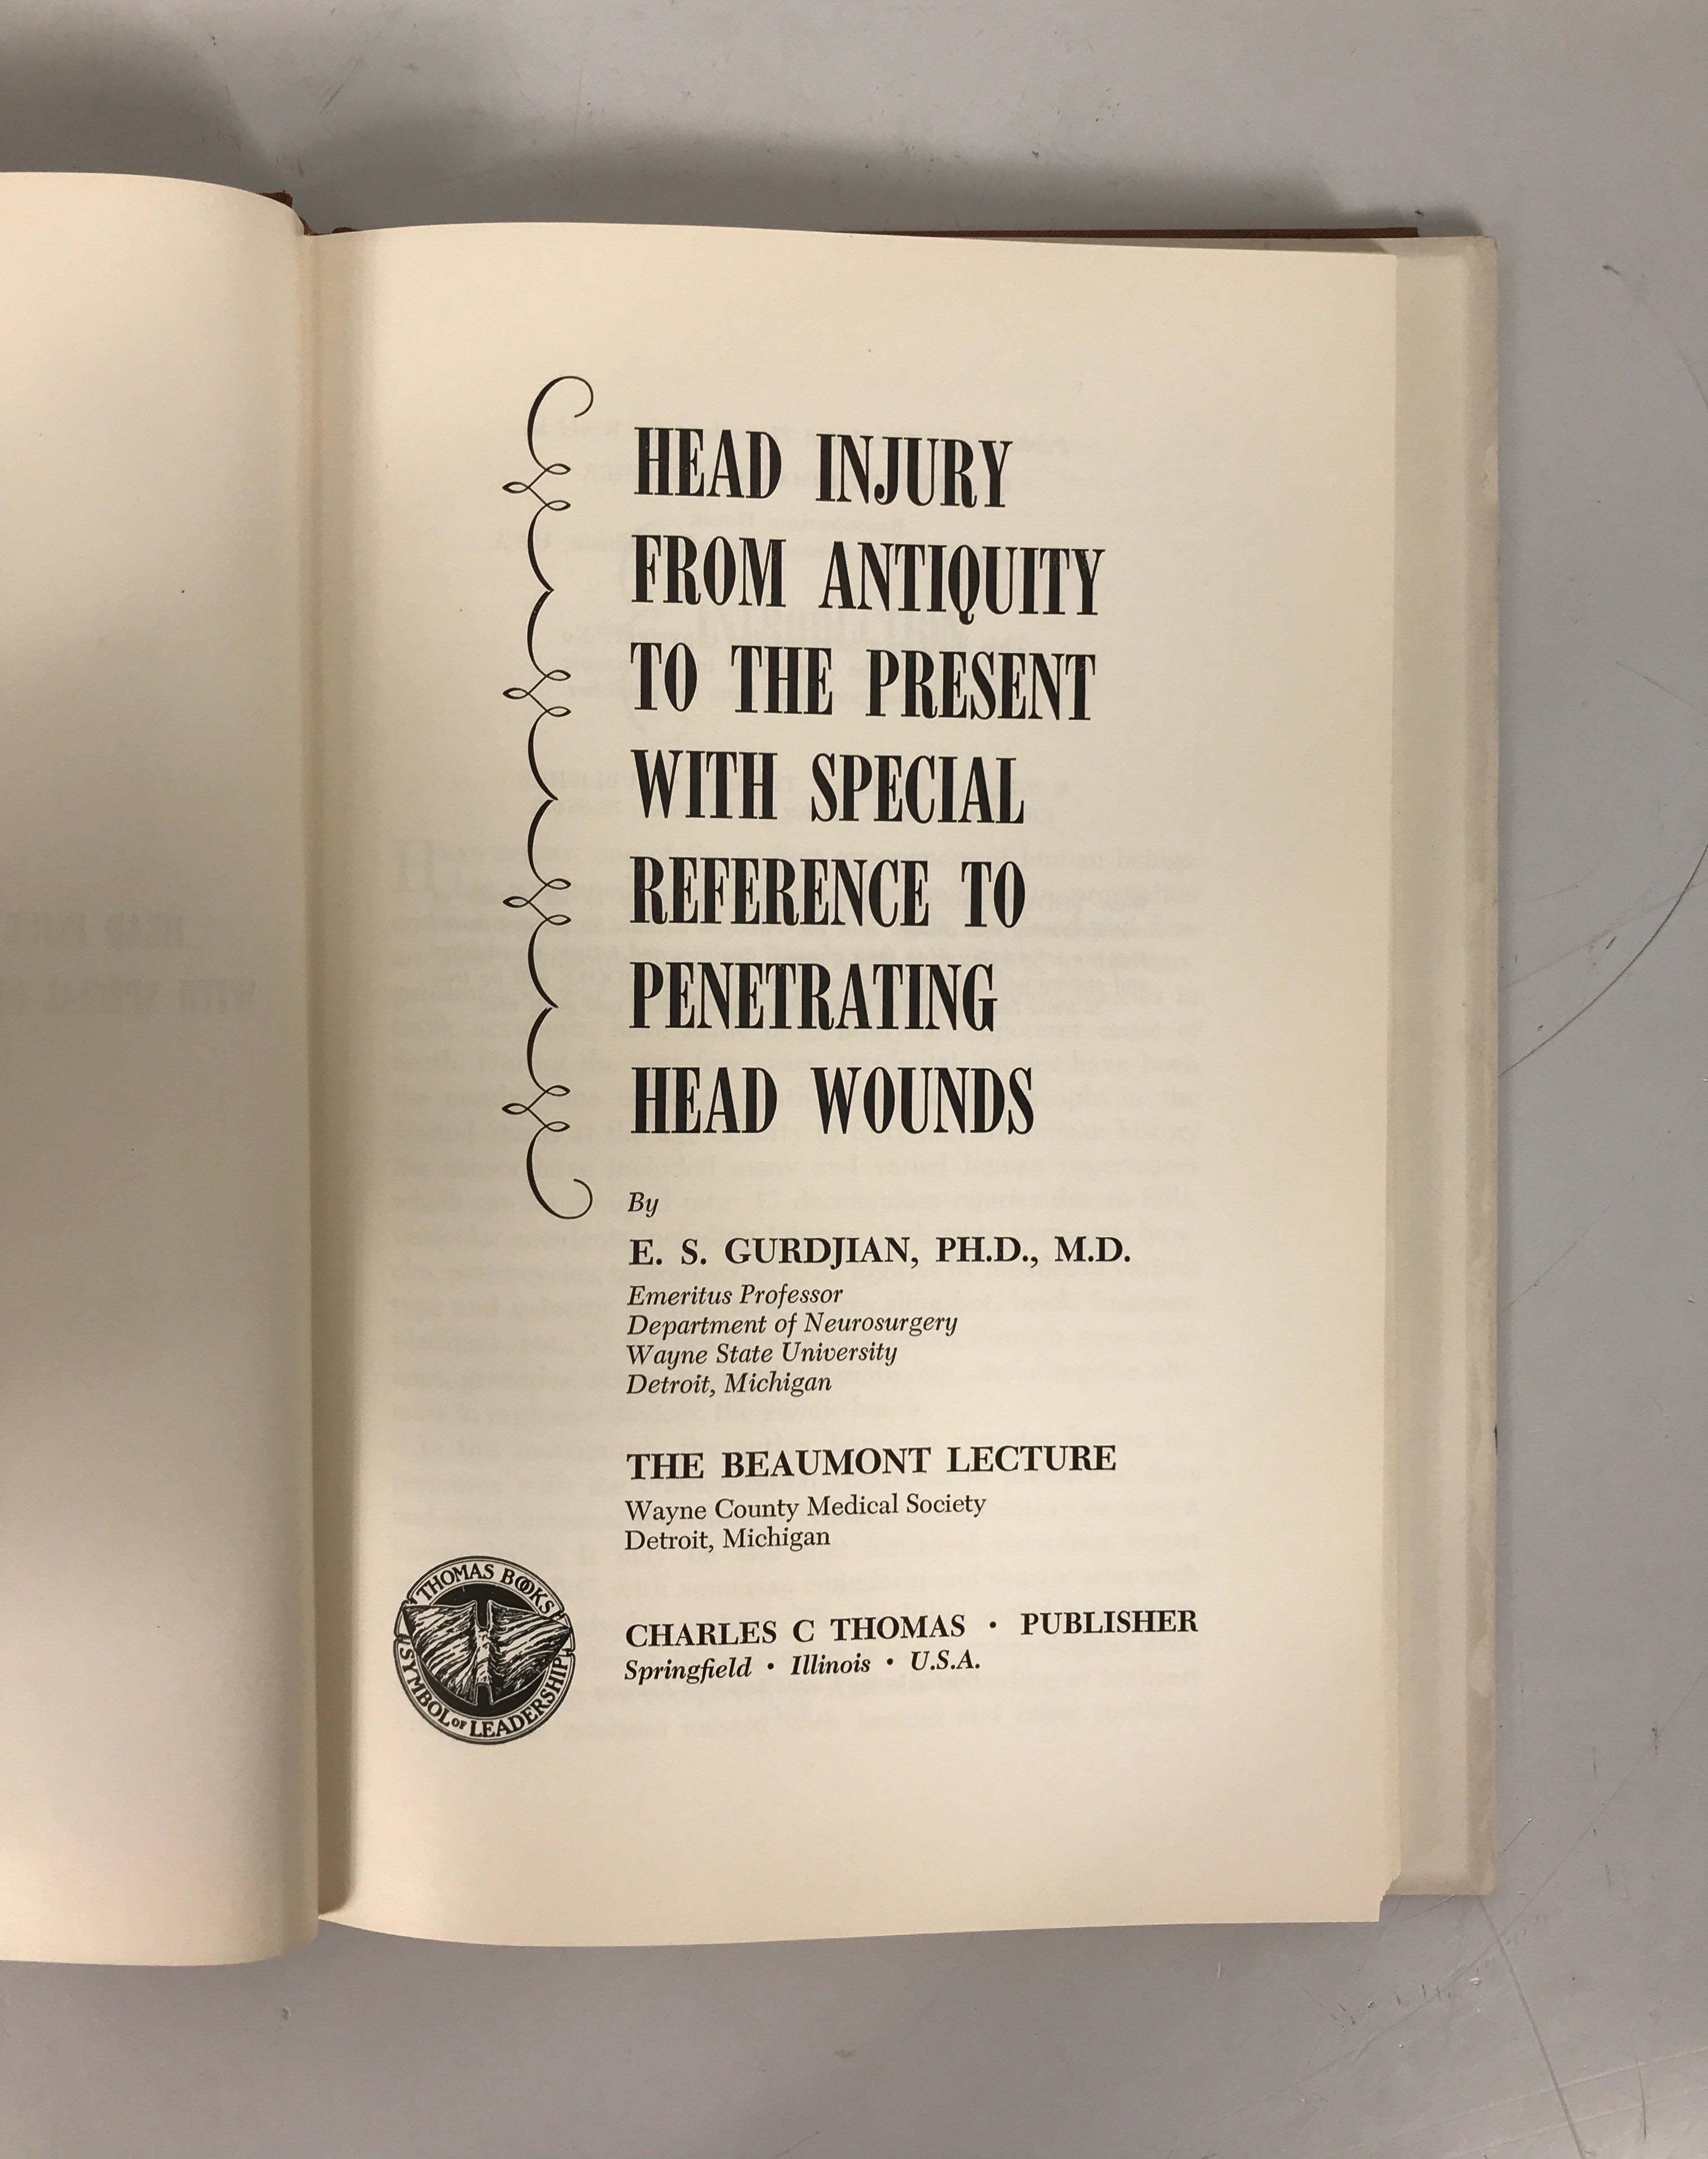 HEAD INJURY
FROM ANTIQUITY
TO THE PRESENT
WITH SPECIAL
REFERENCE TO
PENETRATING
HEAD WOUNDS
By
E. S. GURDJIAN, PH.D., M.D.
Emeritus Professor
Department of Neurosurgery
Wayne State University
Detroit, Michigan
THE BEAUMONT LECTURE
Wayne County Medical Society
Detroit, Michigan
THOMAS BOOKS
SYMBOL OF LEADERSHIP
CHARLES C THOMAS • PUBLISHER
Springfield • Illinois • U.S.A.